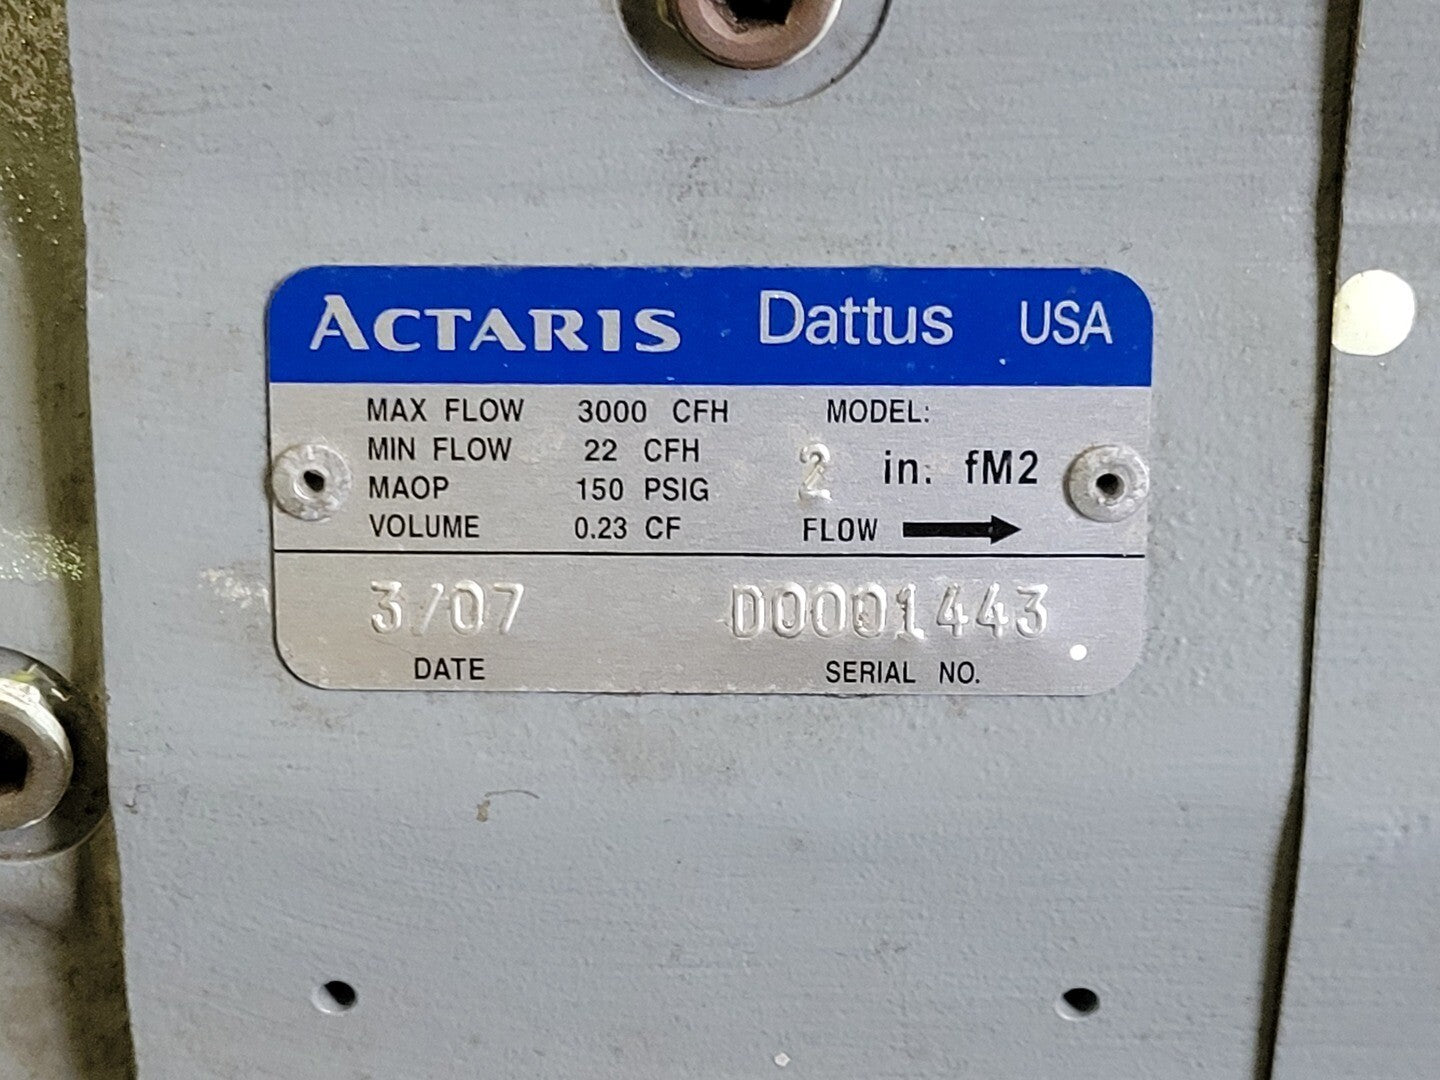 ACTARIS Dattus USA
MAX FLOW 3000 CFH MODEL:
MIN FLOW 22 CFH
2 in. fM2
MAOP 150 PSIG
VOLUME 0.23 CF FLOW
3/07 D0001443
DATE SERIAL NO.